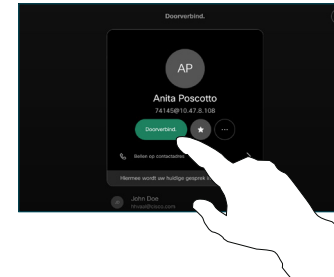 Doorverbind.
AP
Anita Poscotto
74145@10.47.8.108
Doorverbind.
Bellen op contactadres
Hiermee wordt uw huidige gesprek
John Doe